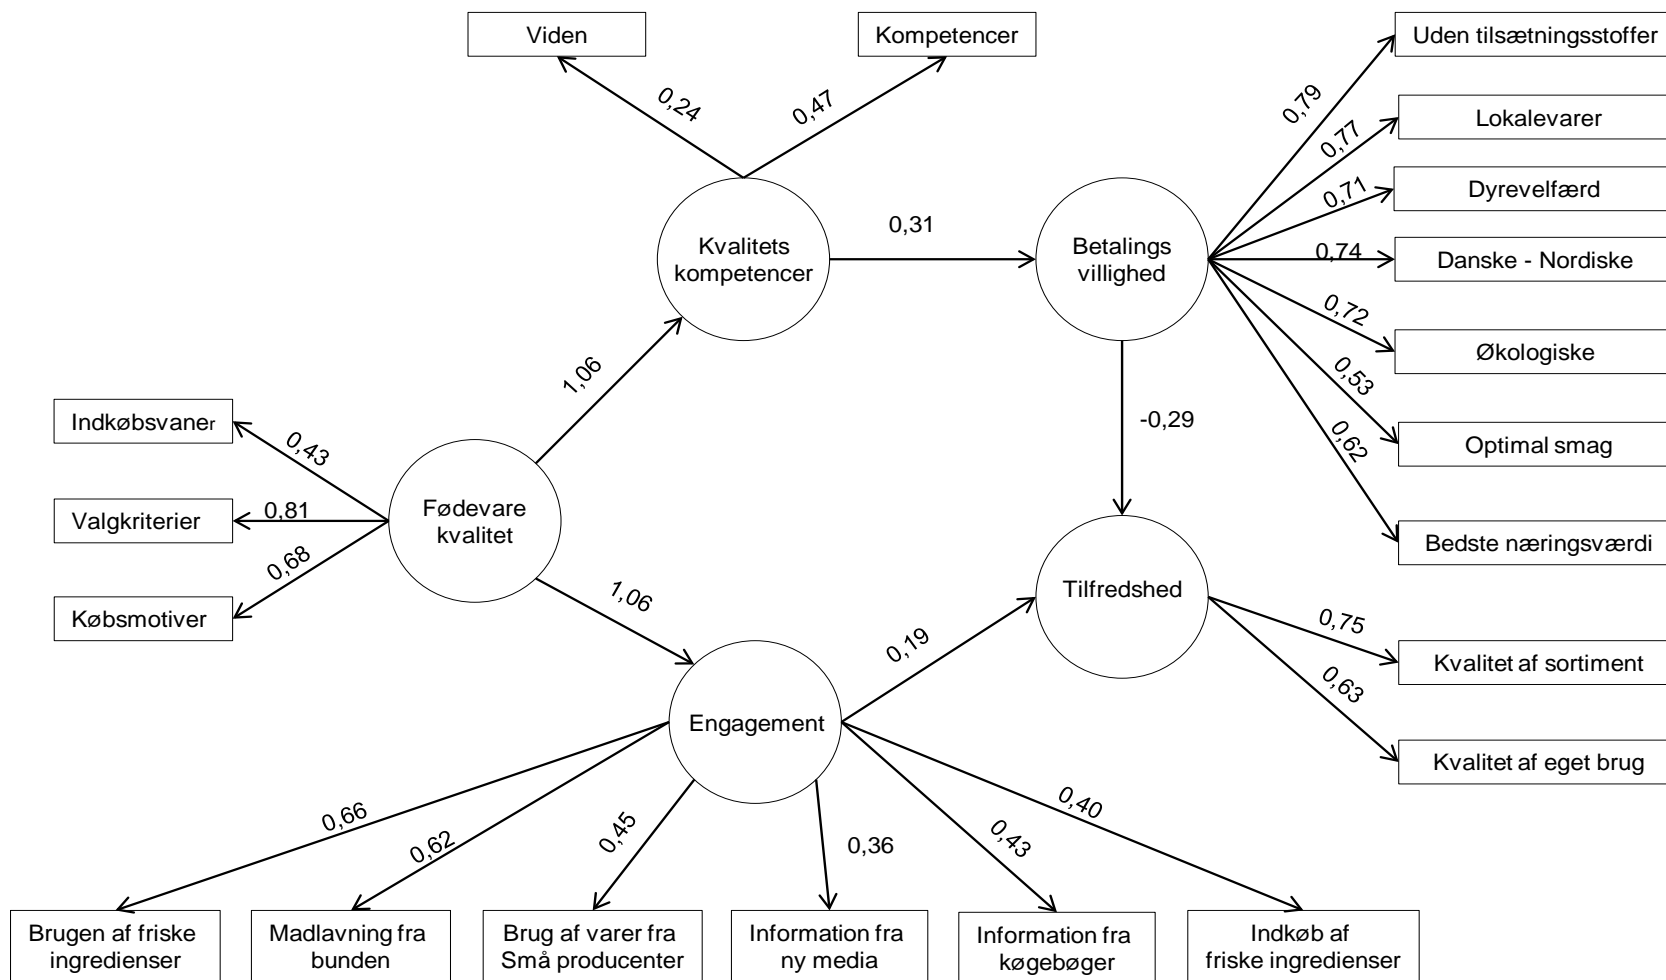 Viden
Kompetencer
Uden tilsætningsstoffer
0,24
0,47
0,79
Lokalevarer
0,77
Dyrevelfærd
0,71
Kvalitets
kompetencer
0,31
Betalings
villighed
0,74
Danske - Nordiske
0,72
Økologiske
1,06
0,53
Indkøbsvaner
0,43
-0,29
0,62
Optimal smag
Fødevare
kvalitet
0,81
Valgkriterier
Bedste næringsværdi
0,68
Købsmotiver
1,06
Tilfredshed
0,75
0,19
Kvalitet af sortiment
0,63
Engagement
Kvalitet af eget brug
0,66
0,62
0,45
0,36
0,43
0,40
Brugen af friske
ingredienser
Madlavning fra
bunden
Brug af varer fra
Små producenter
Information fra
ny media
Information fra
køgebøger
Indkøb af
friske ingredienser